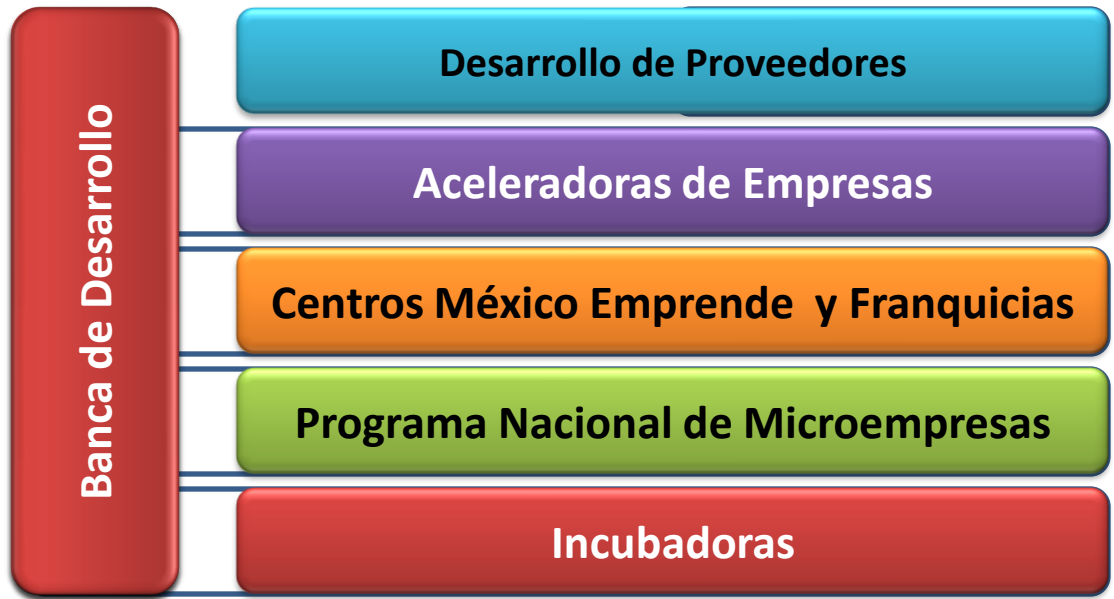 Banca de Desarrollo
Desarrollo de Proveedores
Aceleradoras de Empresas
Centros México Emprende  y Franquicias
Programa Nacional de Microempresas
Incubadoras